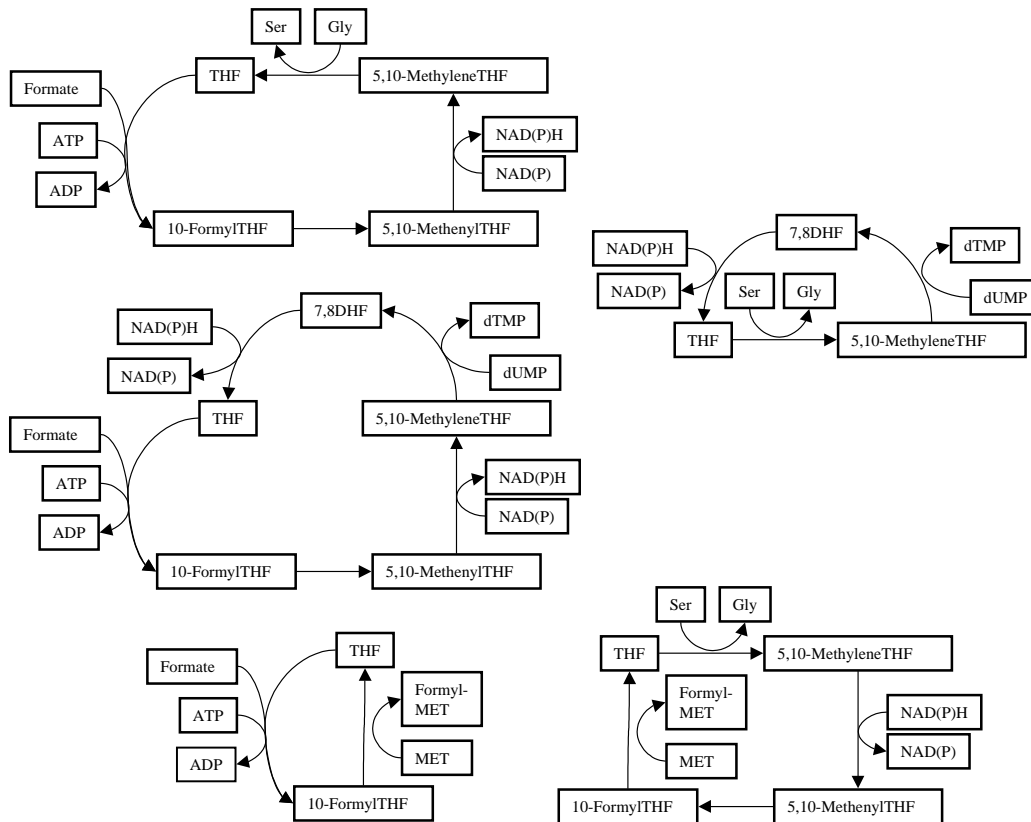 Ser
Gly
THF
5,10-MethyleneTHF
Formate
ATP
ADP
NAD(P)H
NAD(P)
10-FormylTHF
5,10-MethenylTHF
7,8DHF
NAD(P)H
NAD(P)
Ser
Gly
dTMP
dUMP
THF
5,10-MethyleneTHF
7,8DHF
NAD(P)H
NAD(P)
dTMP
dUMP
THF
5,10-MethyleneTHF
Formate
ATP
ADP
NAD(P)H
NAD(P)
10-FormylTHF
5,10-MethenylTHF
THF
Formate
ATP
ADP
Formyl-
MET
MET
10-FormylTHF
Ser
Gly
THF
5,10-MethyleneTHF
Formyl-
MET
MET
NAD(P)H
NAD(P)
10-FormylTHF
5,10-MethenylTHF